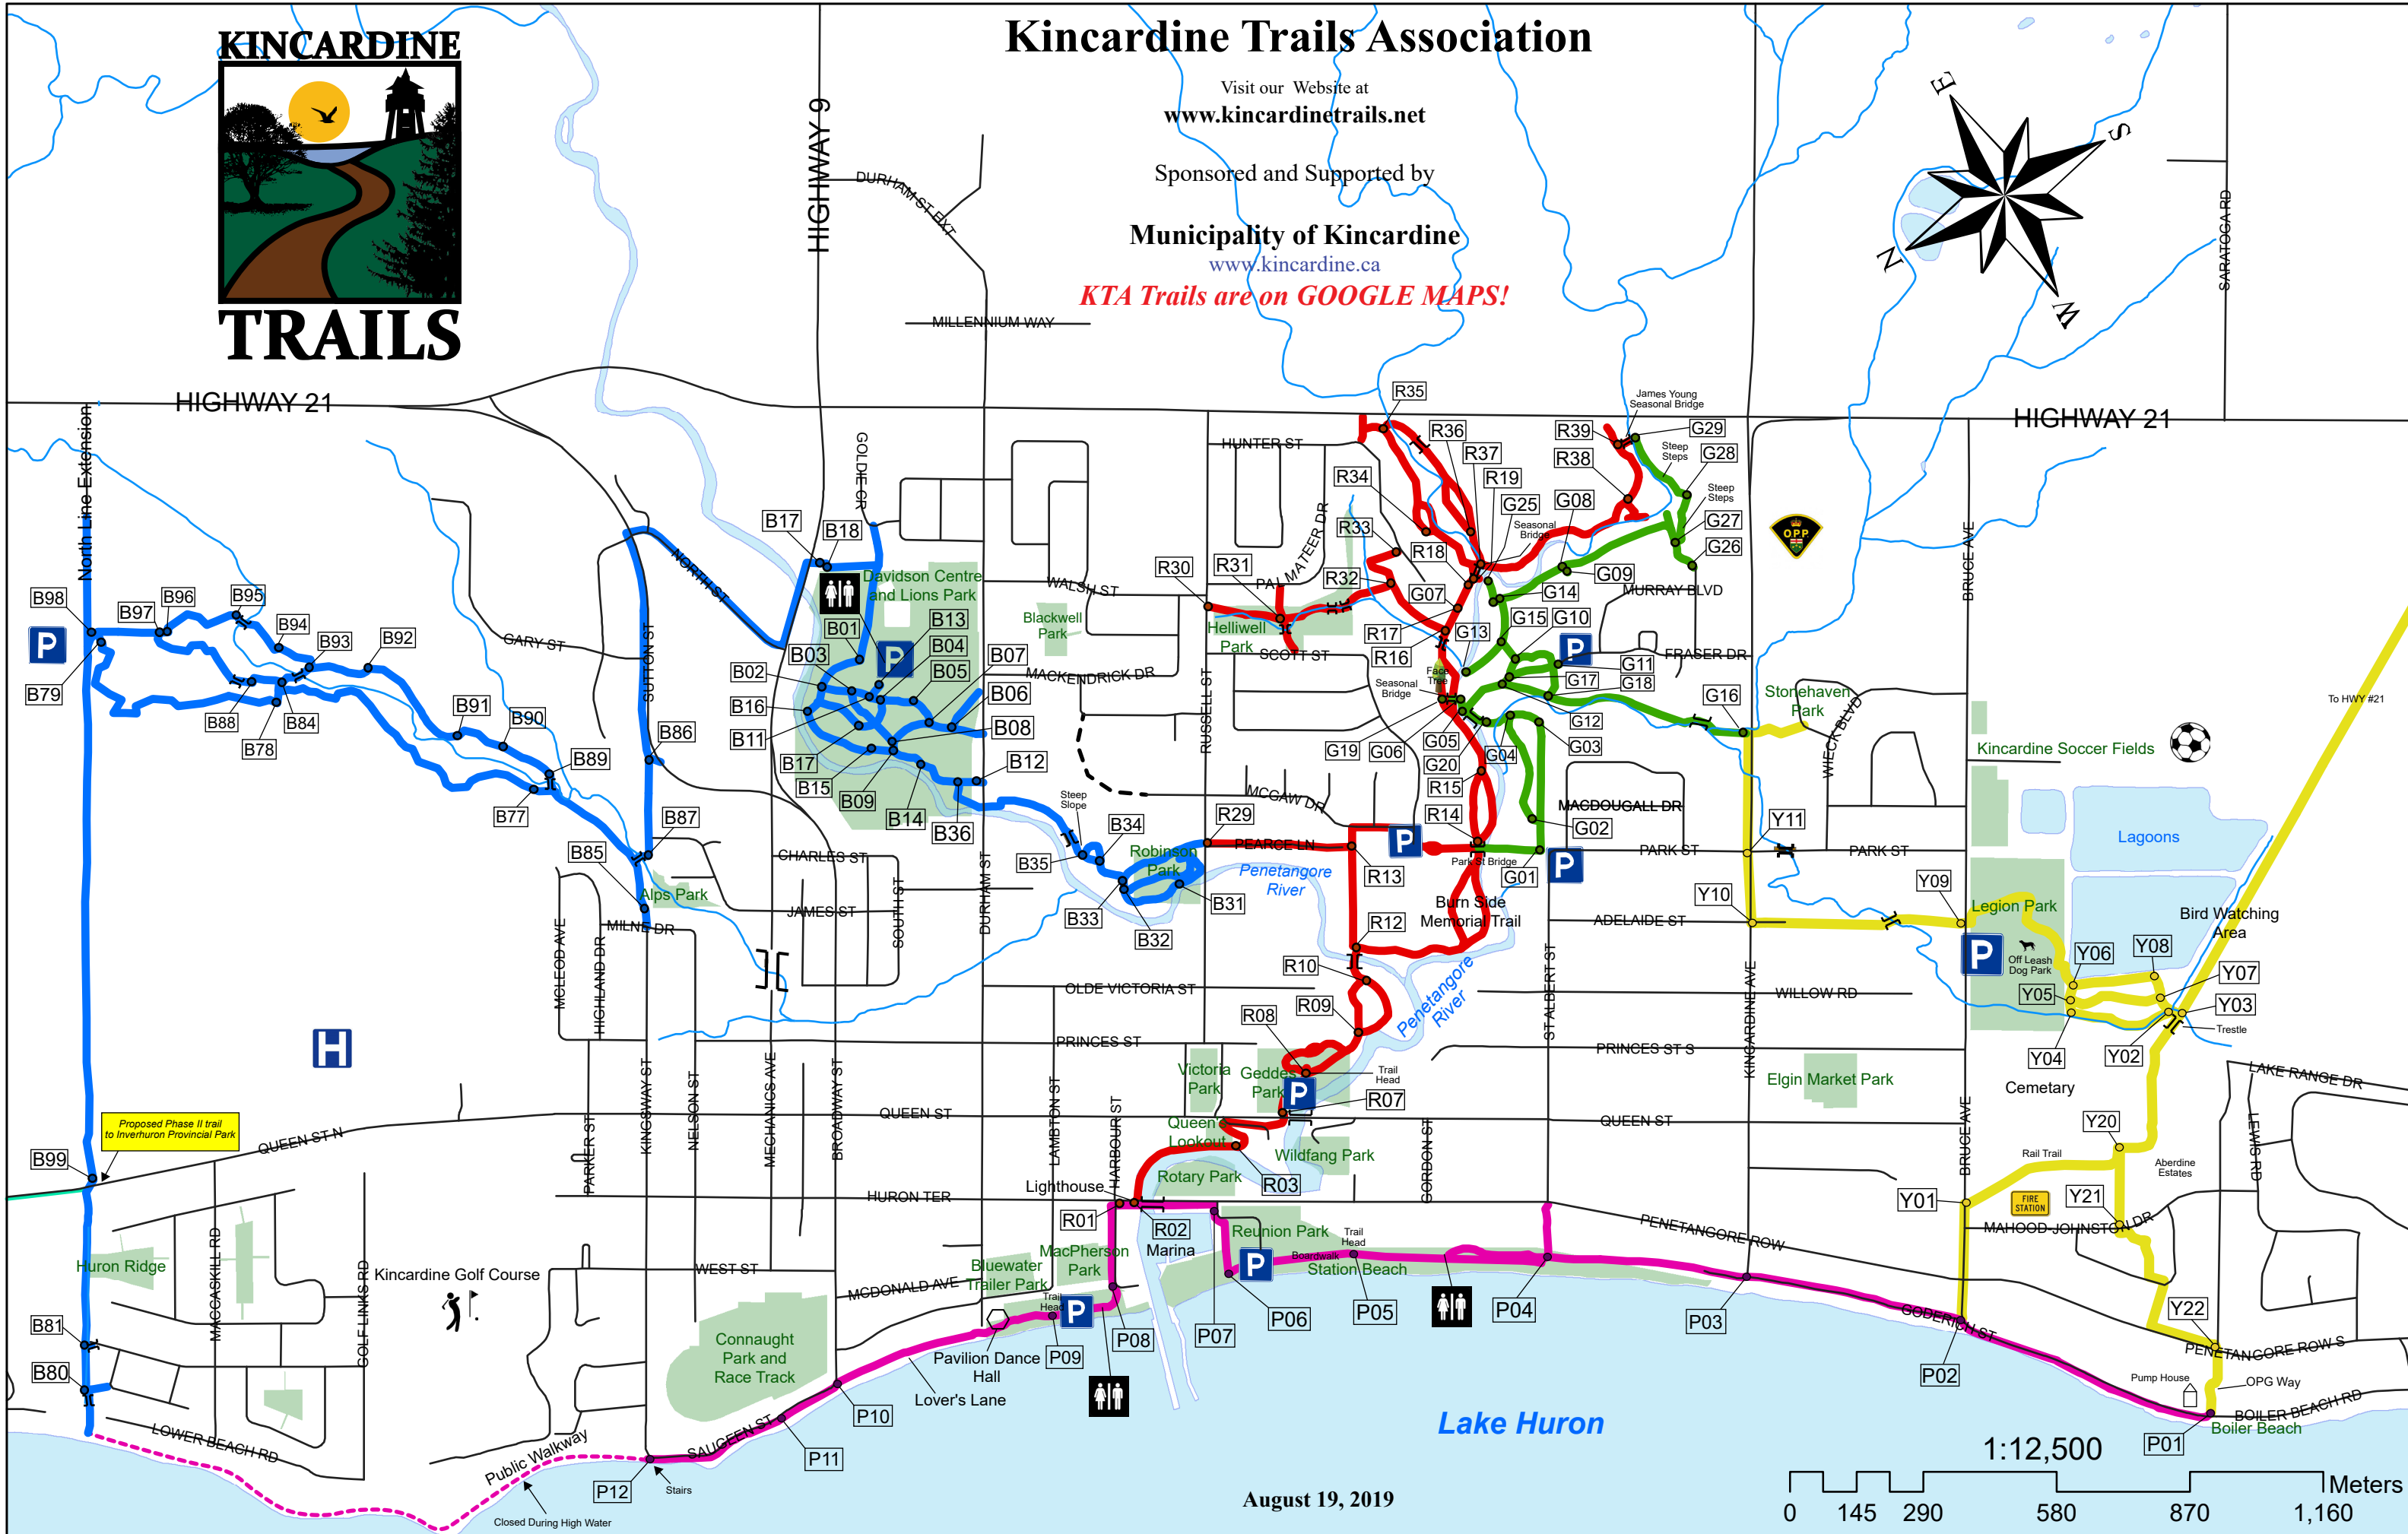 KINCARDINE
TRAILS
Kincardine Trails Association
Visit our Website at
www.kincardinetrails.net
Sponsored and Supported by
Municipality of Kincardine
www.kincardine.ca
KTA Trails are on GOOGLE MAPS!
E
S
N
W
HIGHWAY 9
DURHAM ST EXT
MILLENNIUM WAY
SARATOGA RD
HIGHWAY 21
HIGHWAY 21
North Line Extension
GOLDIE CR
HUNTER ST
R35
R36
R37
R19
R34
G25
Seasonal
Bridge
G08
R39
R38
James Young
Seasonal Bridge
G29
Steep
Steps
G28
Steep
Steps
G27
G26
OPP
BRUCE AVE
B17
B18
NORTH ST
Davidson Centre
and Lions Park
B98
B97
B96
B95
B94
B93
B92
P
B79
B88
B78
B84
B91
B90
B89
B77
GARY ST
SUTTON ST
B86
B87
B85
Alps Park
MILNE DR
B01
B13
B04
B03
P
B05
B07
B02
B06
B16
B08
B11
B17
B15
B09
B14
B12
B36
WALSH ST
Blackwell
Park
MACKENDRICK DR
RUSSELL ST
R30
R31
PALMATEER DR
R33
R32
R18
G07
R17
R16
Helliwell
Park
SCOTT ST
G09
G14
MURRAY BLVD
G13
G15
G10
P
G11
FRASER DR
G17
G18
G16
Stonehaven
Park
WIECK BLVD
Face
Tree
Seasonal
Bridge
G12
G19
G06
G05
G04
G03
G20
R15
To HWY #21
Kincardine Soccer Fields
Steep
Slope
B34
B35
Robinson
Park
B33
B32
B31
R29
PEARCE LN
MCGAW DR
P
R14
Park St Bridge
G01
P
G02
MACDOUGALL DR
PARK ST
Y11
PARK ST
Lagoons
Penetangore
River
R13
Burn Side
Memorial Trail
R12
Y10
ADELAIDE ST
Y09
Legion Park
Bird Watching
Area
P
Off Leash
Dog Park
Y06
Y08
Y07
Y05
Y03
Trestle
Y04
Y02
Cemetary
CHARLES ST
JAMES ST
SOUTH ST
DURHAM ST
MCLEOD AVE
HIGHLAND DR
OLDE VICTORIA ST
R10
R09
R08
Penetangore
River
ST ALBERT ST
WILLOW RD
KINCARDINE AVE
H
PRINCES ST
PRINCES ST S
Victoria
Park
Geddes
Park
P
Trail
Head
R07
Elgin Market Park
LAKE RANGE DR
LEWIS RD
Proposed Phase II trail
to Inverhuron Provincial Park
B99
QUEEN ST N
PARKER ST
KINGSWAY ST
NELSON ST
MECHANICS AVE
BROADWAY ST
QUEEN ST
LAMBTON ST
HARBOUR ST
Queen's
Lookout
Wildfang Park
GORDON ST
QUEEN ST
BRUCE AVE
Y20
Rail Trail
Aberdine
Estates
Rotary Park
R03
Lighthouse
HURON TER
R01
R02
Marina
Y01
FIRE
STATION
Y21
MAHOOD-JOHNSTON DR
Huron Ridge
MACCASKILL RD
GOLF LINKS RD
Kincardine Golf Course
WEST ST
MCDONALD AVE
Bluewater
Trailer Park
MacPherson
Park
Trail
Head
P
Reunion Park
P
Boardwalk
Trail
Head
Station Beach
PENETANGORE ROW
B81
B80
LOWER BEACH RD
Connaught
Park and
Race Track
Pavilion Dance
Hall
P09
Lover's Lane
P08
P07
P06
P05
P04
P03
GODERICH ST
P02
Y22
PENETANGORE ROW S
Pump House
OPG Way
BOILER BEACH RD
Boiler Beach
P01
P10
P11
SAUGEEN ST
P12
Stairs
Public Walkway
Closed During High Water
Lake Huron
August 19, 2019
1:12,500
Meters
0 145 290 580 870 1,160